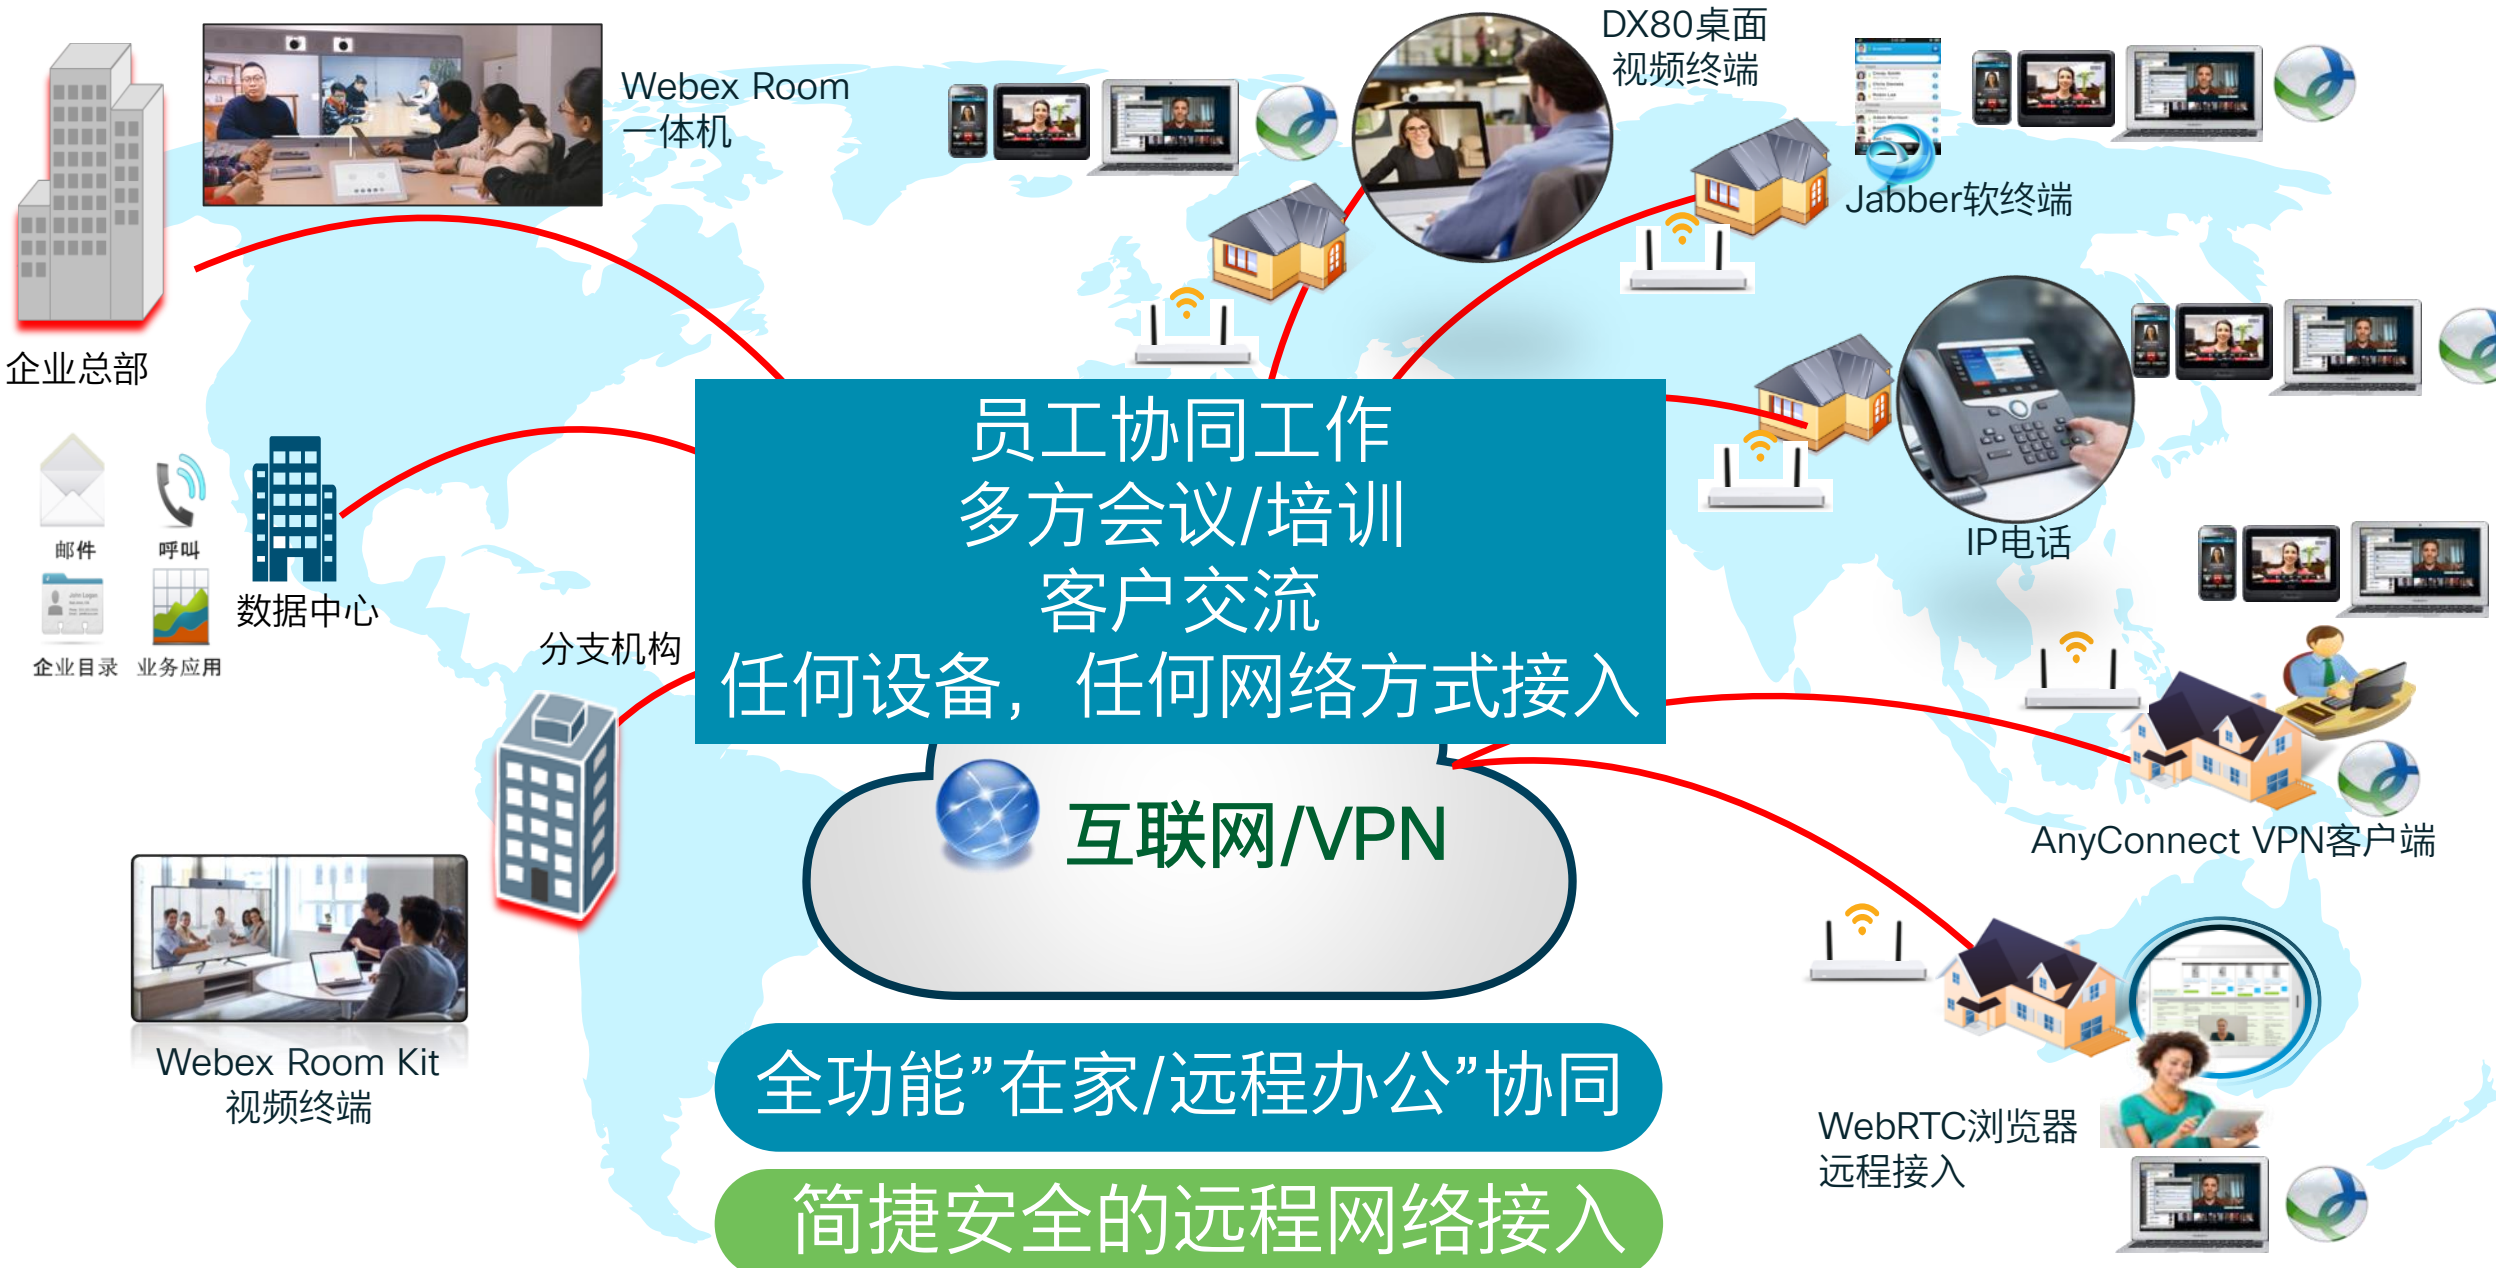 DX80桌面
视频终端
Webex Room
一体机
Jabber软终端
企业总部
员工协同工作
多方会议/培训
客户交流
任何设备，任何网络方式接入
IP电话
邮件
呼叫
企业目录
业务应用
数据中心
分支机构
互联网/VPN
AnyConnect VPN客户端
Webex Room Kit
视频终端
全功能”在家/远程办公”协同
WebRTC浏览器
远程接入
简捷安全的远程网络接入